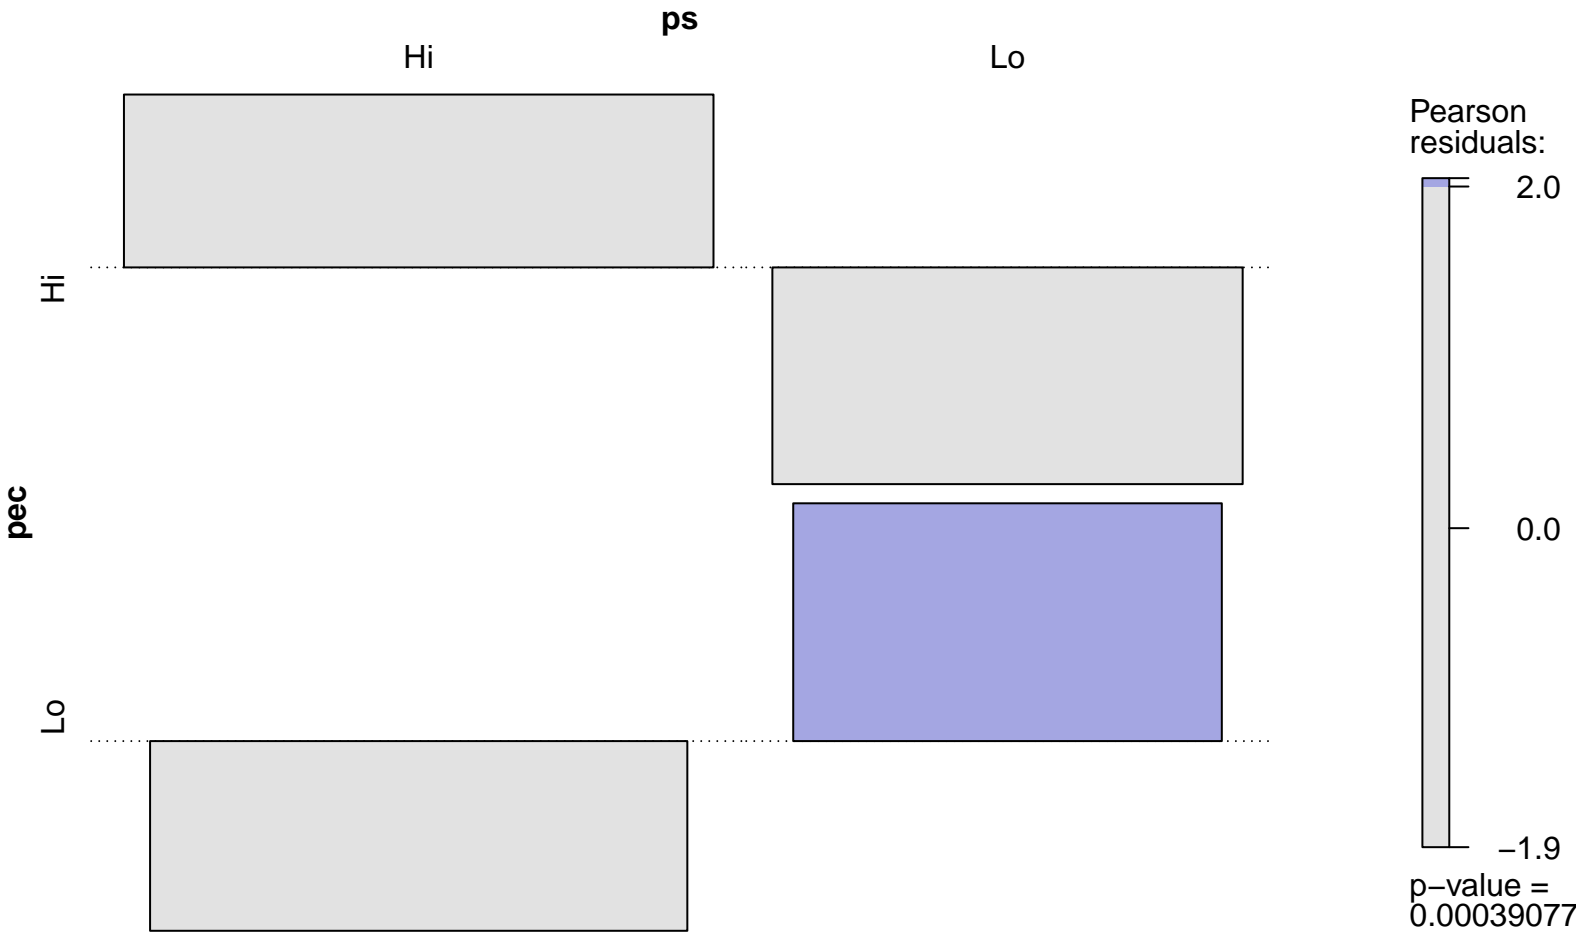 ps
Hi
Lo
pec
Hi
Lo
Pearson
residuals:
2.0
0.0
−1.9
p−value =
0.00039077